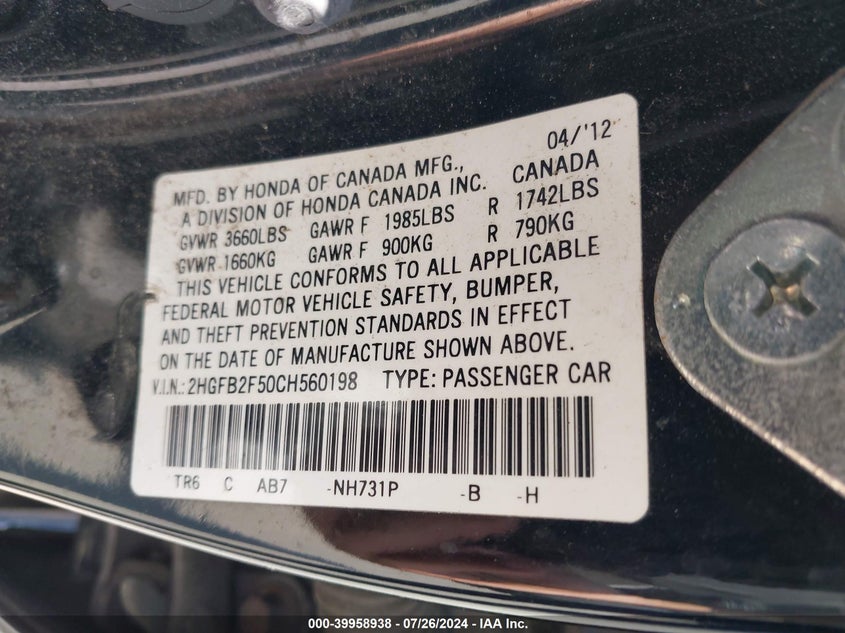 04/'12
MFD. BY HONDA OF CANADA MFG., CANADA
A DIVISION OF HONDA CANADA INC.
GVWR 3660LBS GAWR F 1985LBS R 1742LBS
GVWR 1660KG GAWR F 900KG R 790KG
THIS VEHICLE CONFORMS TO ALL APPLICABLE
FEDERAL MOTOR VEHICLE SAFETY, BUMPER,
AND THEFT PREVENTION STANDARDS IN EFFECT
ON THE DATE OF MANUFACTURE SHOWN ABOVE.
V.I.N.: 2HGFB2F50CH560198 TYPE: PASSENGER CAR
TR6 C AB7 -NH731P -B -H
000-39958938 - 07/26/2024 - IAA Inc.